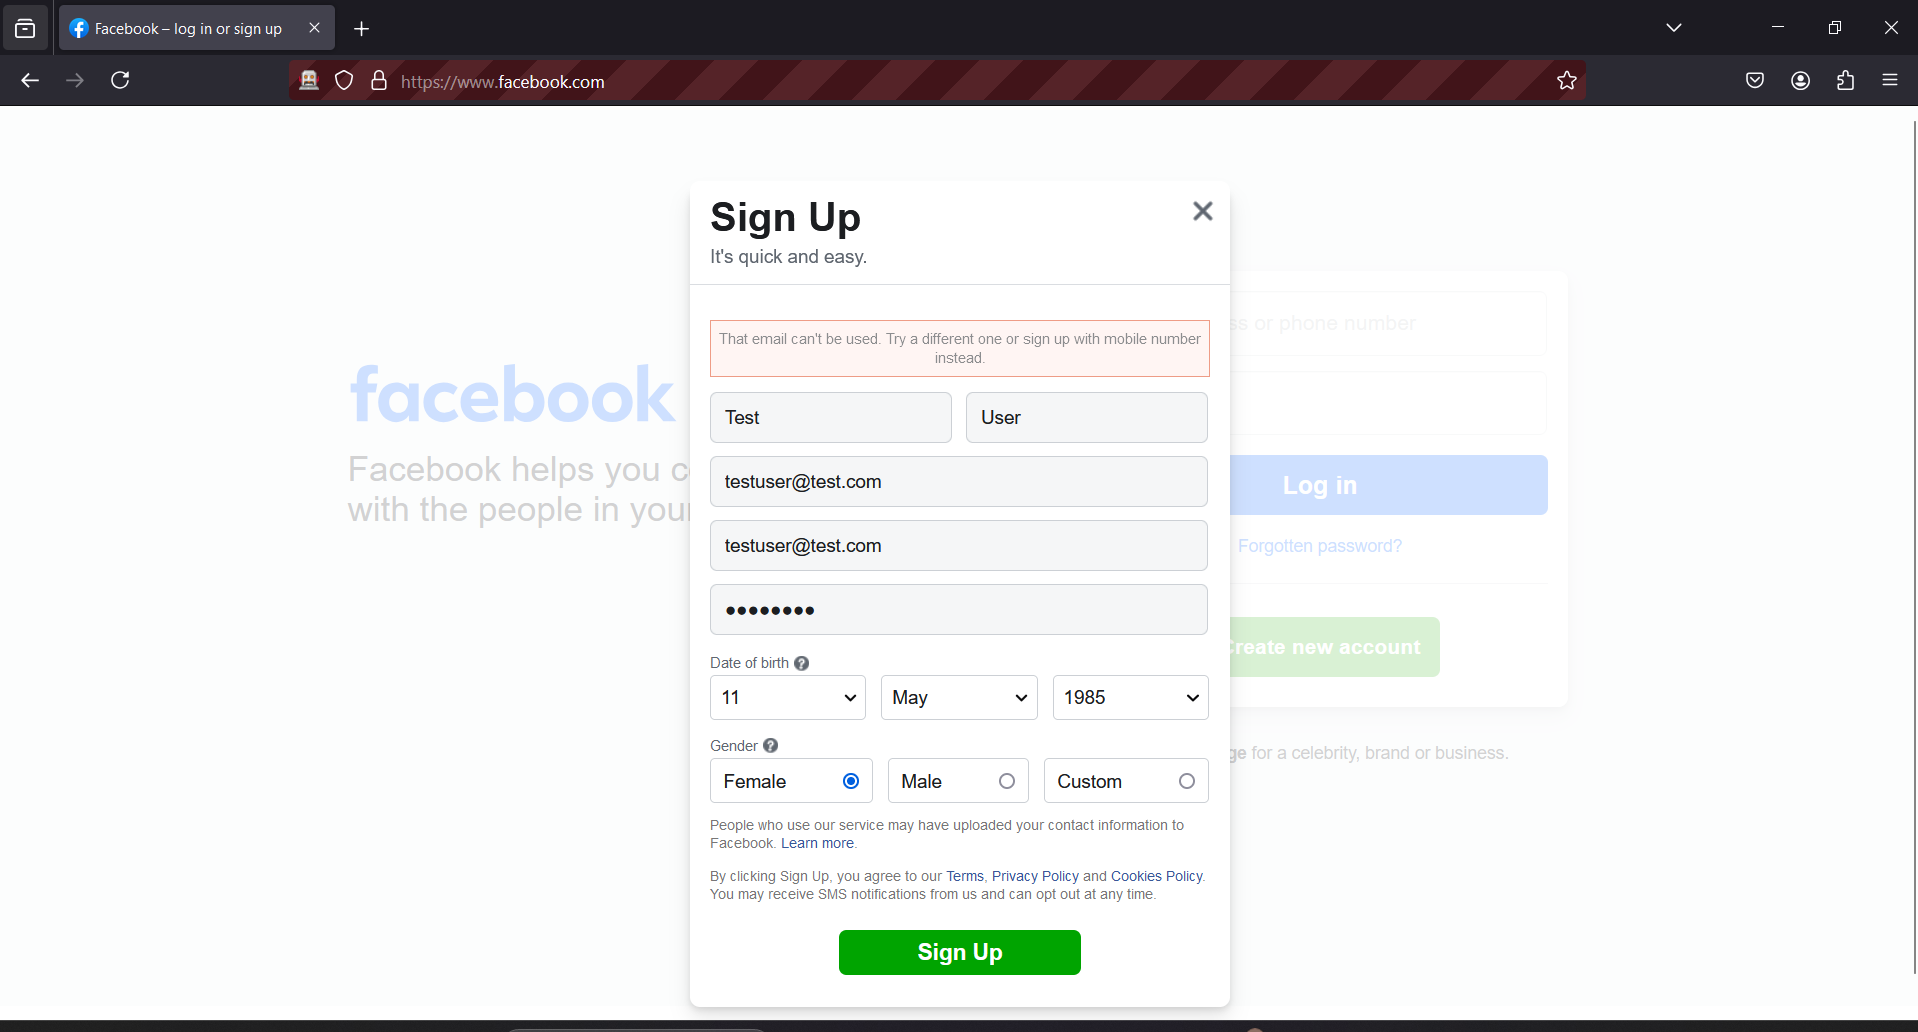 Facebook – log in or sign up
https://www.facebook.com
Sign Up
It's quick and easy.
That email can't be used. Try a different one or sign up with mobile number
instead.
Test
User
testuser@test.com
testuser@test.com
Date of birth
11
May
1985
Gender
Female
Male
Custom
People who use our service may have uploaded your contact information to
Facebook. Learn more.
By clicking Sign Up, you agree to our Terms, Privacy Policy and Cookies Policy.
You may receive SMS notifications from us and can opt out at any time.
Sign Up
facebook
Facebook helps you
with the people in your
or phone number
Log in
Forgotten password?
Create new account
for a celebrity, brand or business.